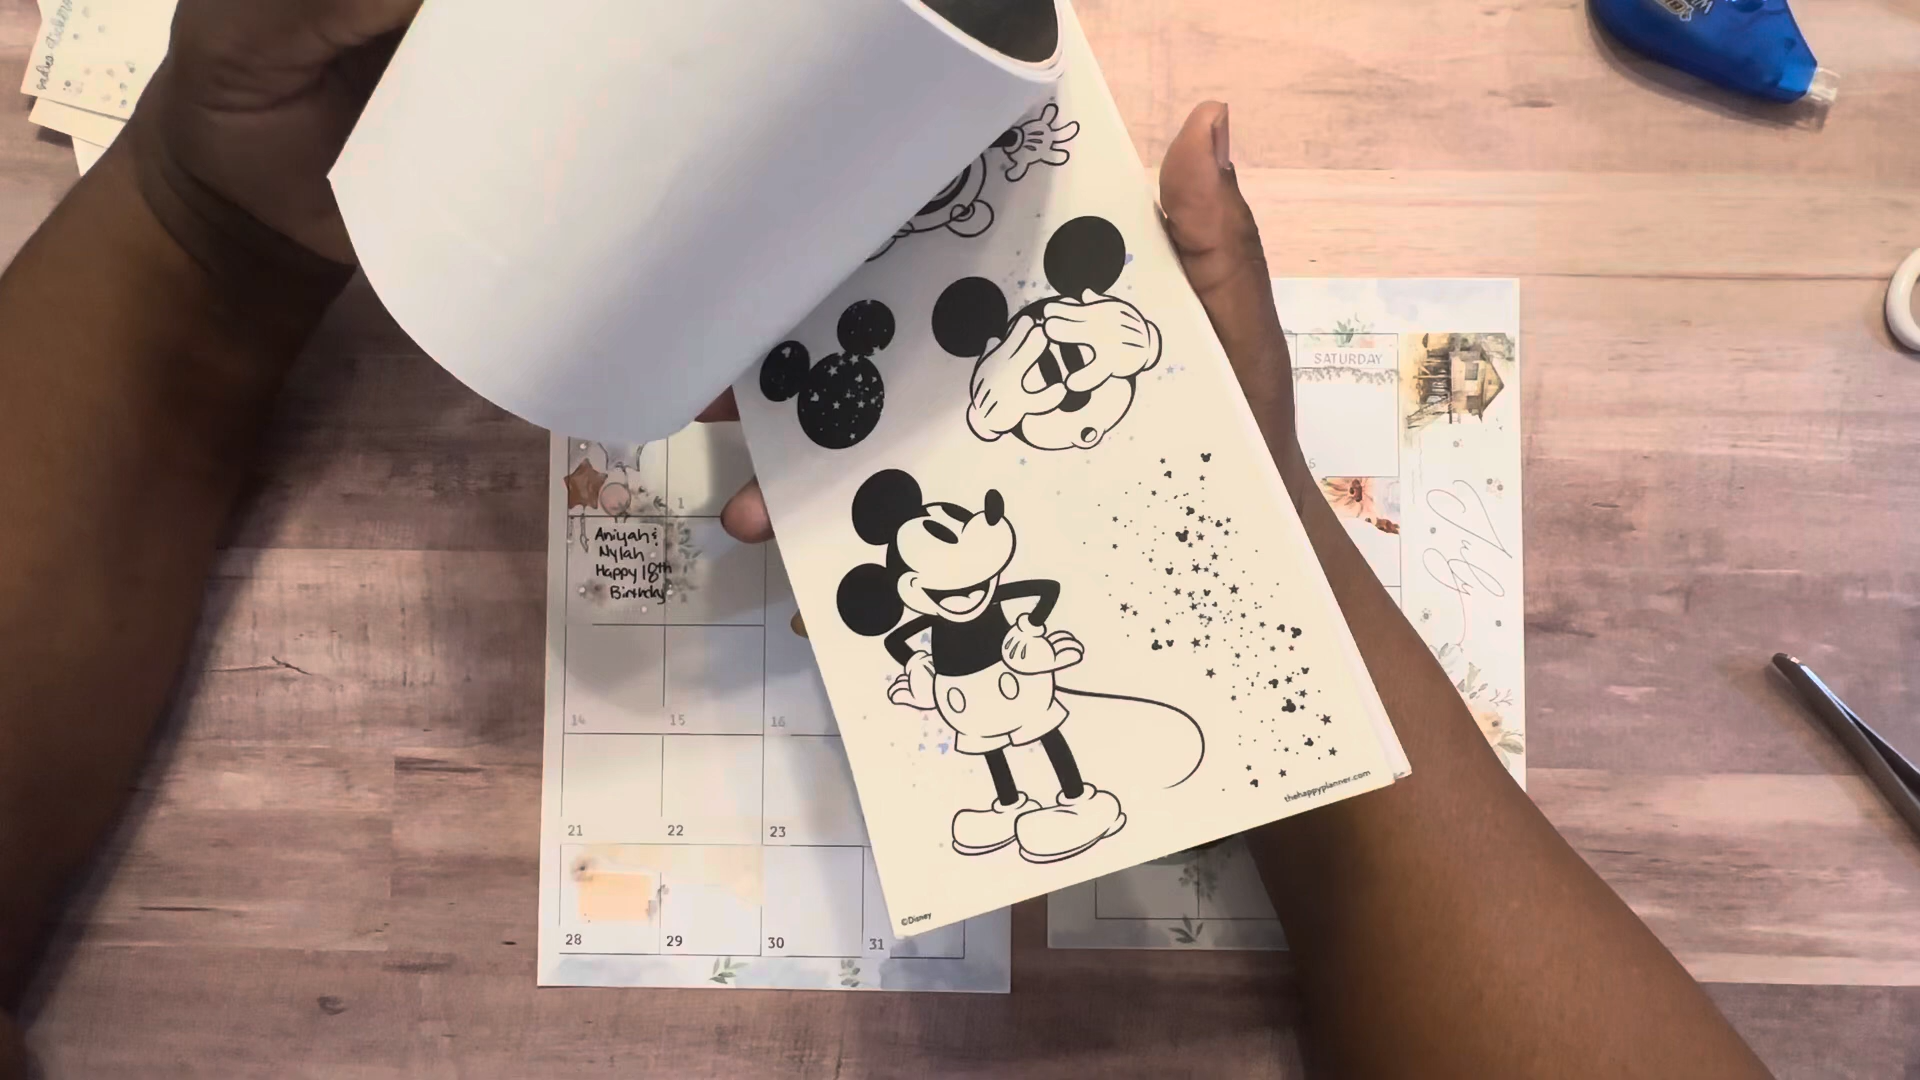 SATURDAY
July
1
5
Aniyah &
Nylah
Happy 18th
Birthday
14 15 16
21 22 23
28 29 30 31
thehappyplanner.com
©Disney